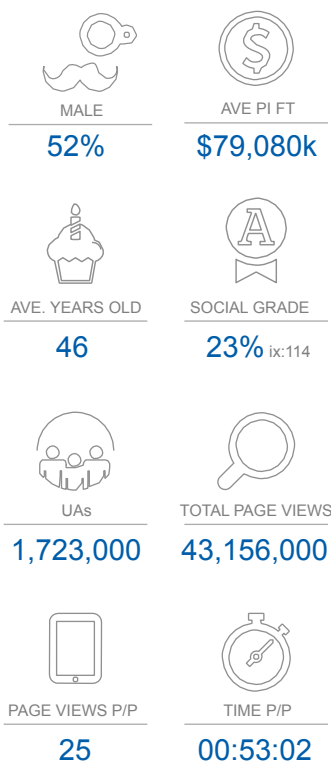 MALE
52%
AVE PI FT
$79,080k
AVE. YEARS OLD
46
A
SOCIAL GRADE
23% ix:114
UAs
1,723,000
TOTAL PAGE VIEWS
43,156,000
PAGE VIEWS P/P
25
TIME P/P
00:53:02